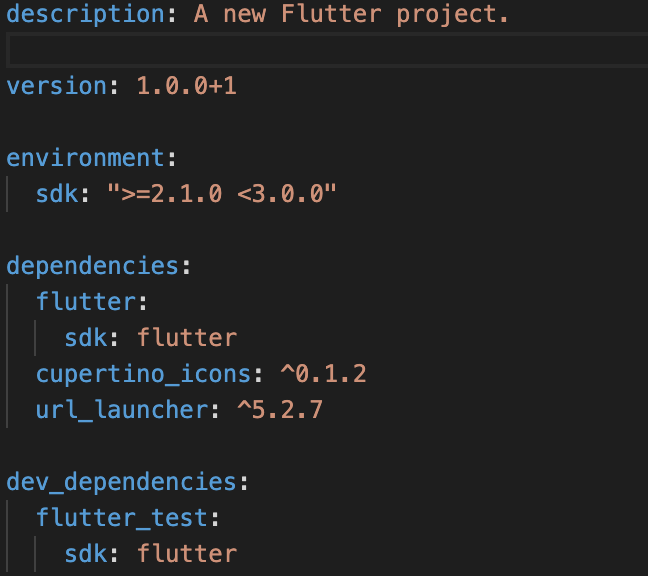 description: A new Flutter project.
version: 1.0.0+1
environment:
  sdk: ">=2.1.0 <3.0.0"
dependencies:
  flutter:
    sdk: flutter
  cupertino_icons: ^0.1.2
  url_launcher: ^5.2.7
dev_dependencies:
  flutter_test:
    sdk: flutter